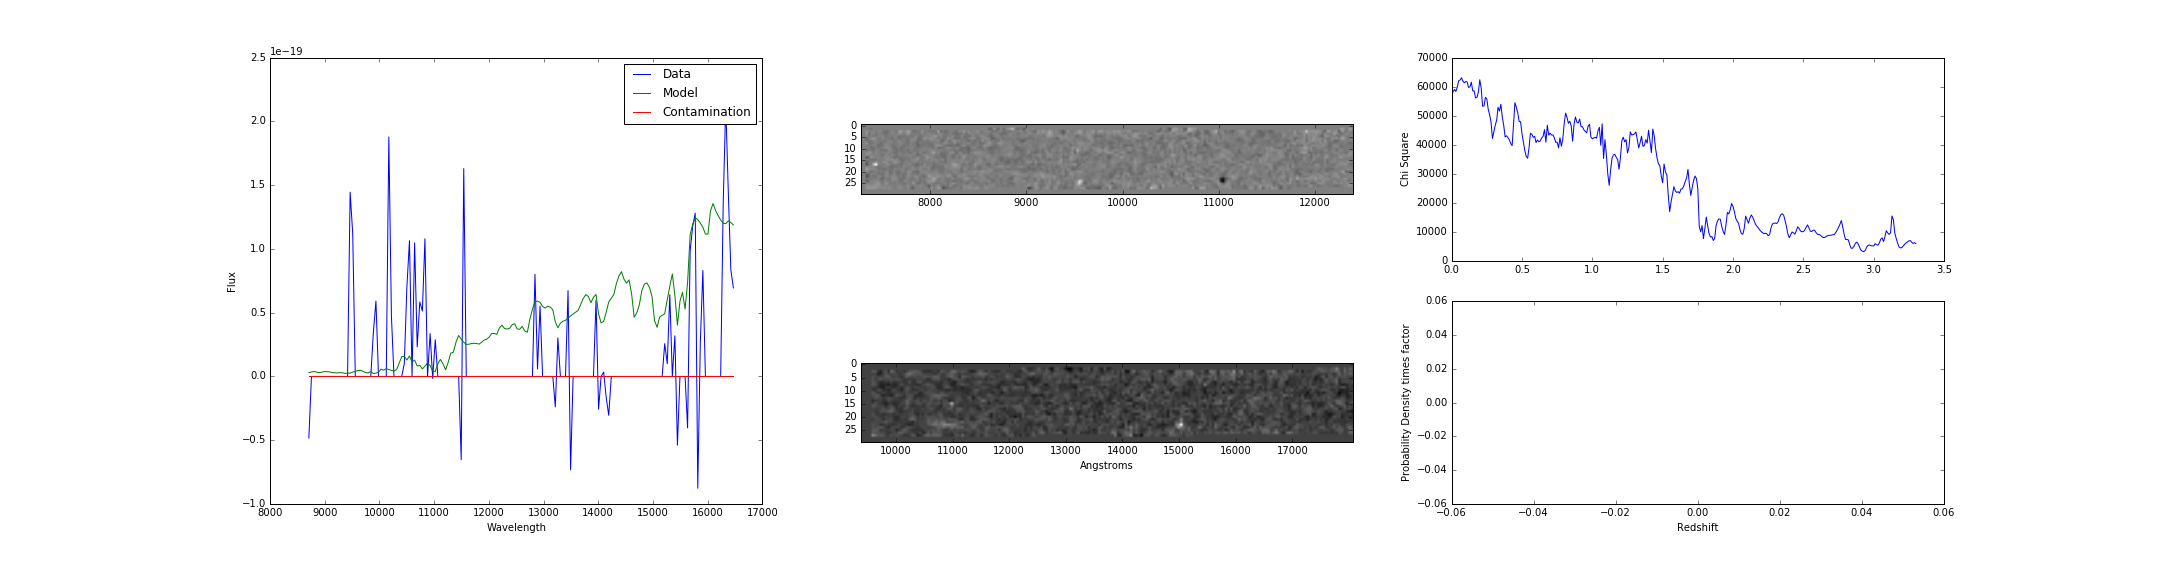 1e−19
2.5
2.0
1.5
1.0
0.5
0.0
−0.5
−1.0
Flux
8000 9000 10000 11000 12000 13000 14000 15000 16000 17000
Wavelength
Data
Model
Contamination
0
5
10
15
20
25
8000 9000 10000 11000 12000
0
5
10
15
20
25
10000 11000 12000 13000 14000 15000 16000 17000
Angstroms
70000
60000
50000
40000
30000
20000
10000
0
Chi Square
0.0 0.5 1.0 1.5 2.0 2.5 3.0 3.5
0.06
0.04
0.02
0.00
−0.02
−0.04
−0.06
Probability Density times factor
−0.06 −0.04 −0.02 0.00 0.02 0.04 0.06
Redshift